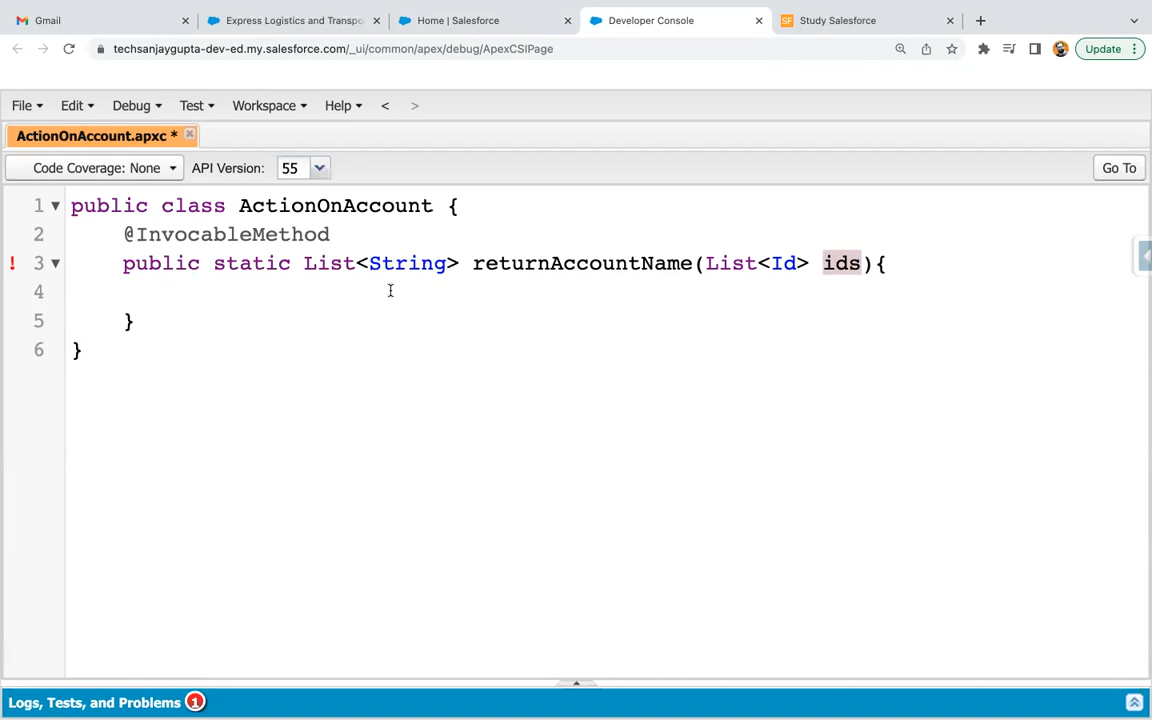 Gmail
Express Logistics and Transpo
Home | Salesforce
Developer Console
SF Study Salesforce
techsanjaygupta-dev-ed.my.salesforce.com/_ui/common/apex/debug/ApexCSIPage
Update
File Edit Debug Test Workspace Help < >
ActionOnAccount.apxc *
Code Coverage: None API Version: 55 Go To
1 public class ActionOnAccount {
2 @InvocableMethod
! 3 public static List<String> returnAccountName(List<Id> ids){
4
5 }
6 }
Logs, Tests, and Problems 1